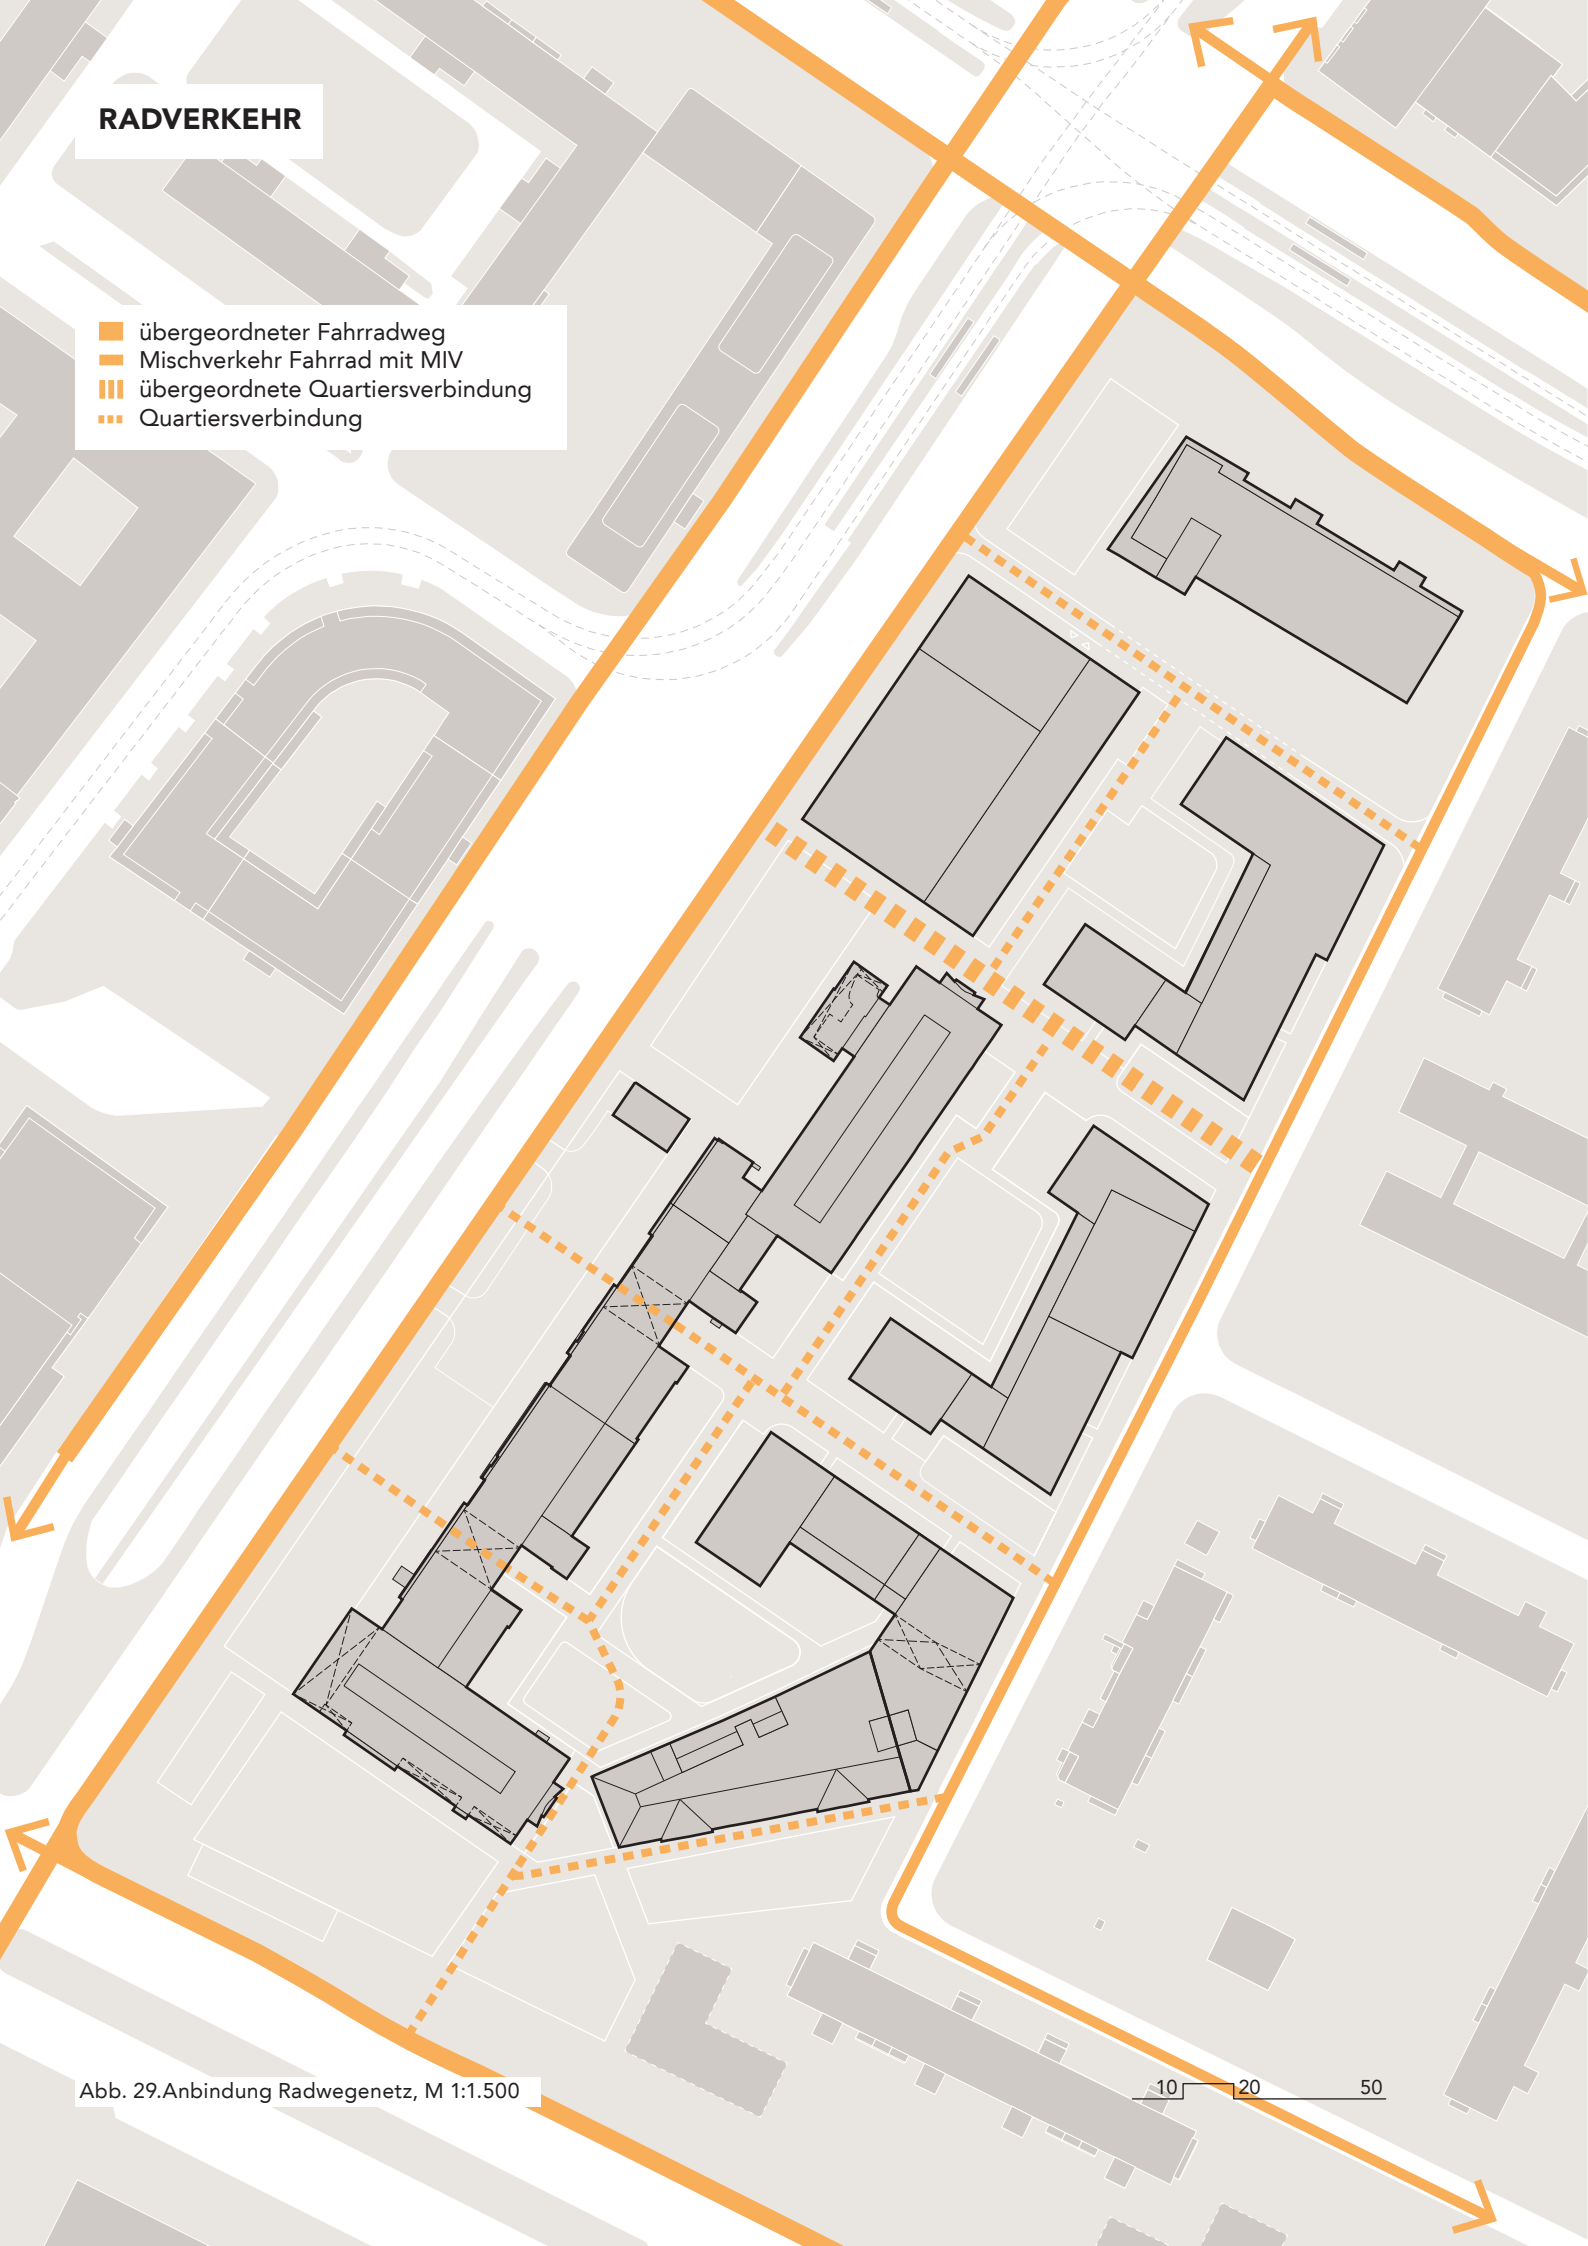 RADVERKEHR
übergeordneter Fahrradweg
Mischverkehr Fahrrad mit MIV
übergeordnete Quartiersverbindung
Quartiersverbindung
Abb. 29.Anbindung Radwegenetz, M 1:1.500
10 20 50